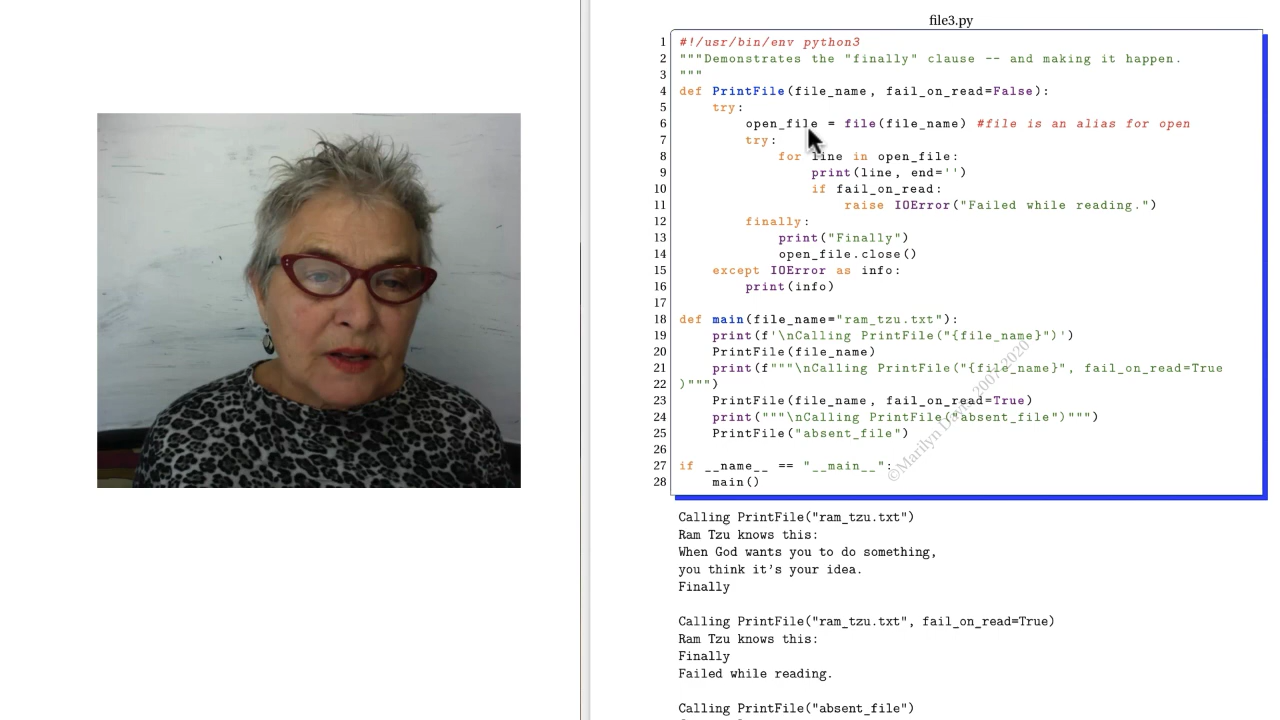 file3.py
1 #!/usr/bin/env python3
2 """Demonstrates the "finally" clause -- and making it happen.
3 """
4 def PrintFile(file_name, fail_on_read=False):
5 try:
6 open_file = file(file_name) #file is an alias for open
7 try:
8 for line in open_file:
9 print(line, end='')
10 if fail_on_read:
11 raise IOError("Failed while reading.")
12 finally:
13 print("Finally")
14 open_file.close()
15 except IOError as info:
16 print(info)
17
18 def main(file_name="ram_tzu.txt"):
19 print(f'\nCalling PrintFile("{file_name}")')
20 PrintFile(file_name)
21 print(f"""\nCalling PrintFile("{file_name}", fail_on_read=True
22 )""")
23 PrintFile(file_name, fail_on_read=True)
24 print("""\nCalling PrintFile("absent_file")""")
25 PrintFile("absent_file")
26
27 if __name__ == "__main__":
28 main()
©Marilyn Davis 2007-2020
Calling PrintFile("ram_tzu.txt")
Ram Tzu knows this:
When God wants you to do something,
you think it's your idea.
Finally
Calling PrintFile("ram_tzu.txt", fail_on_read=True)
Ram Tzu knows this:
Finally
Failed while reading.
Calling PrintFile("absent_file")